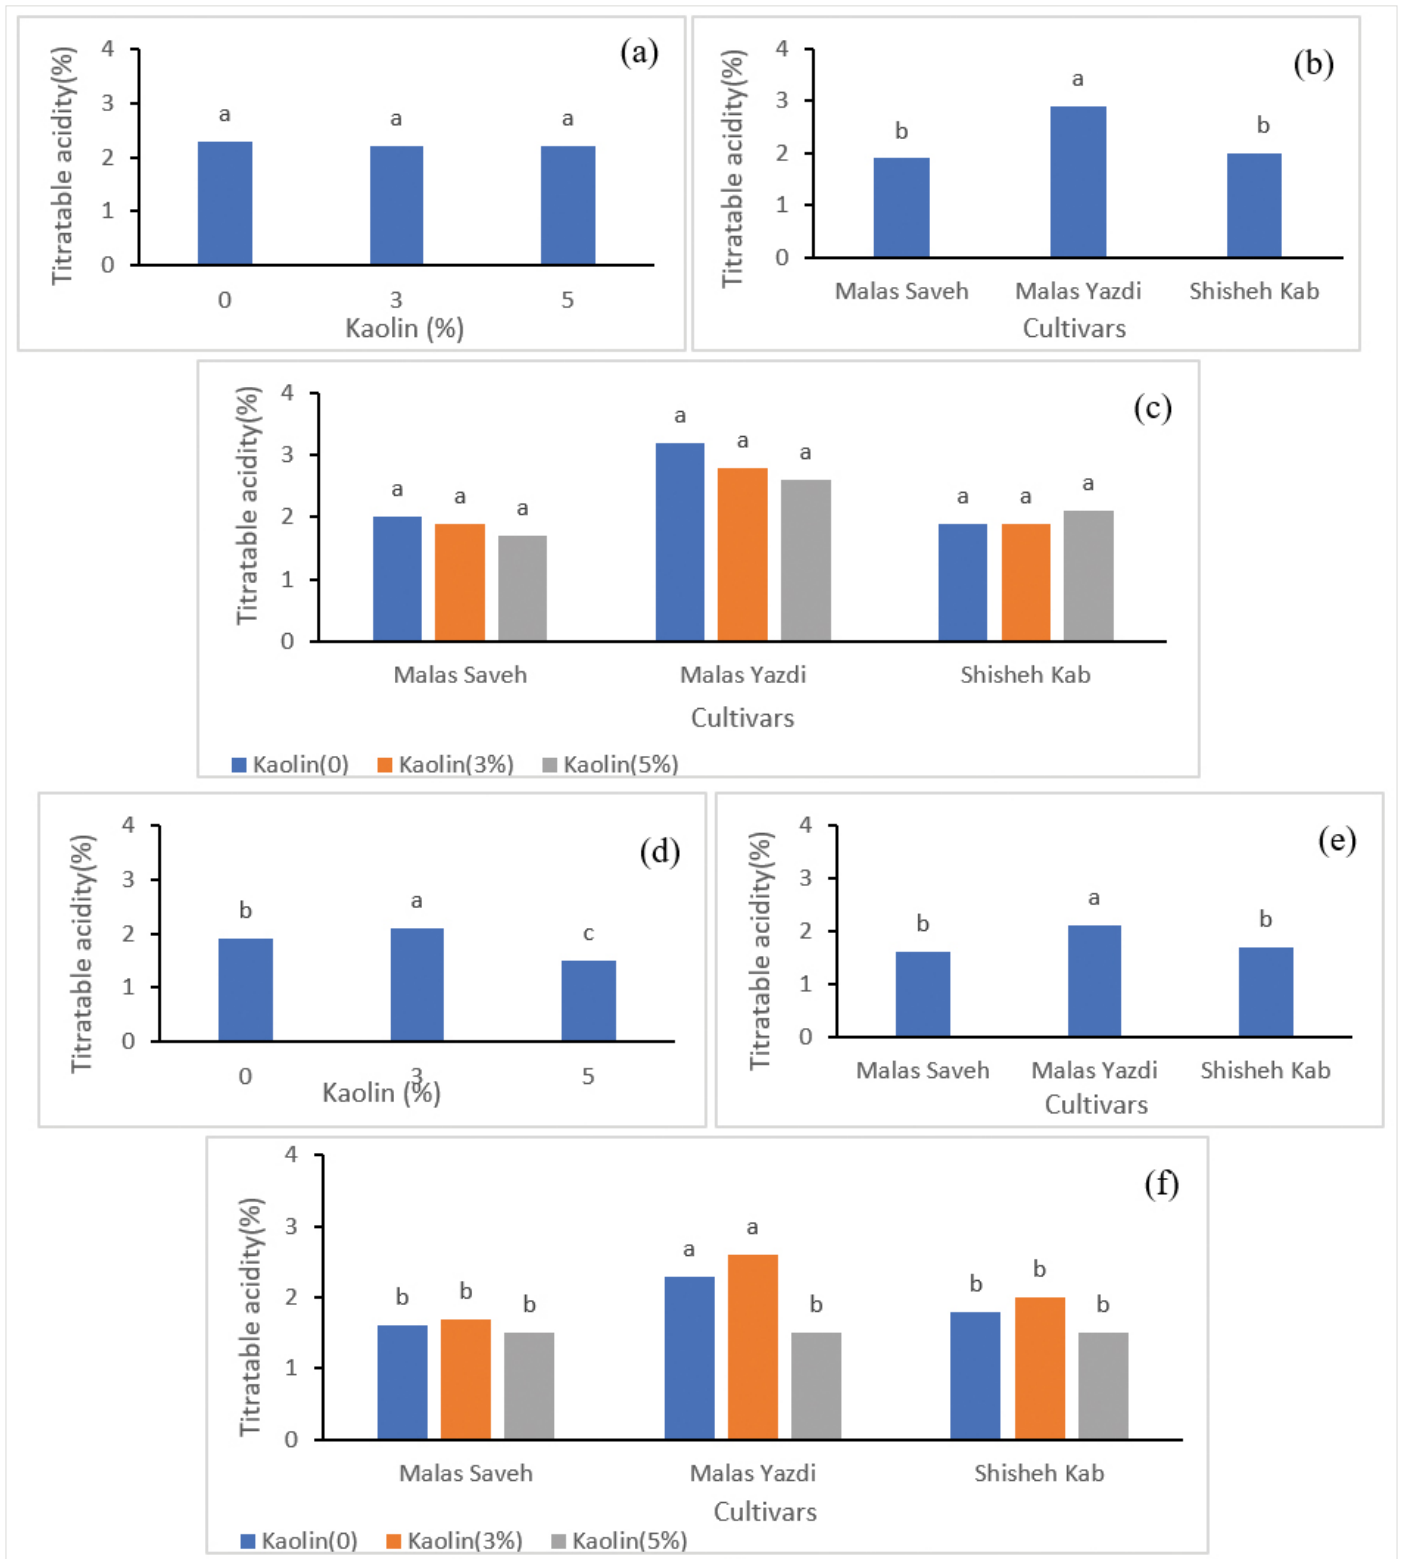 (a)
Titratable acidity(%)
4
3
2
1
0
a a a
0 3 5
Kaolin (%)
(b)
Titratable acidity(%)
4
3
2
1
0
b a b
Malas Saveh Malas Yazdi Shisheh Kab
Cultivars
(c)
Titratable acidity(%)
4
3
2
1
0
a a a a a a a a a
Malas Saveh Malas Yazdi Shisheh Kab
Cultivars
Kaolin(0) Kaolin(3%) Kaolin(5%)
(d)
Titratable acidity(%)
4
3
2
1
0
b a c
0 3 5
Kaolin (%)
(e)
Titratable acidity(%)
4
3
2
1
0
b a b
Malas Saveh Malas Yazdi Shisheh Kab
Cultivars
(f)
Titratable acidity(%)
4
3
2
1
0
b b b a a b b b b
Malas Saveh Malas Yazdi Shisheh Kab
Cultivars
Kaolin(0) Kaolin(3%) Kaolin(5%)